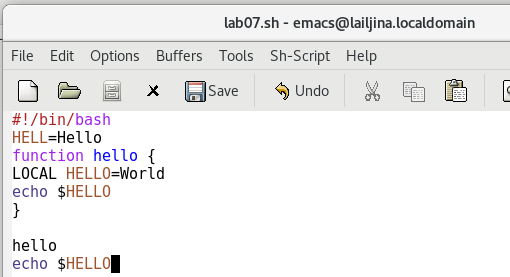 lab07.sh - emacs@lailjina.localdomain
File Edit Options Buffers Tools Sh-Script Help
Save Undo
#!/bin/bash
HELL=Hello
function hello {
LOCAL HELLO=World
echo $HELLO
}
hello
echo $HELLO